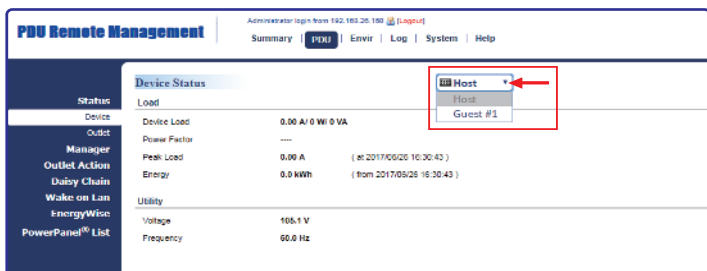 Administrator login from 192.168.26.160 [Logout]
PDU Remote Management
Summary | PDU | Envir | Log | System | Help
Device Status
Host
Host
Guest #1
Status
Device
Outlet
Manager
Outlet Action
Daisy Chain
Wake on Lan
EnergyWise
PowerPanel® List
Load
Device Load 0.00 A/ 0 W/ 0 VA
Power Factor ----
Peak Load 0.00 A ( at 2017/06/26 16:30:43 )
Energy 0.0 kWh ( from 2017/06/26 16:30:43 )
Utility
Voltage 105.1 V
Frequency 60.0 Hz